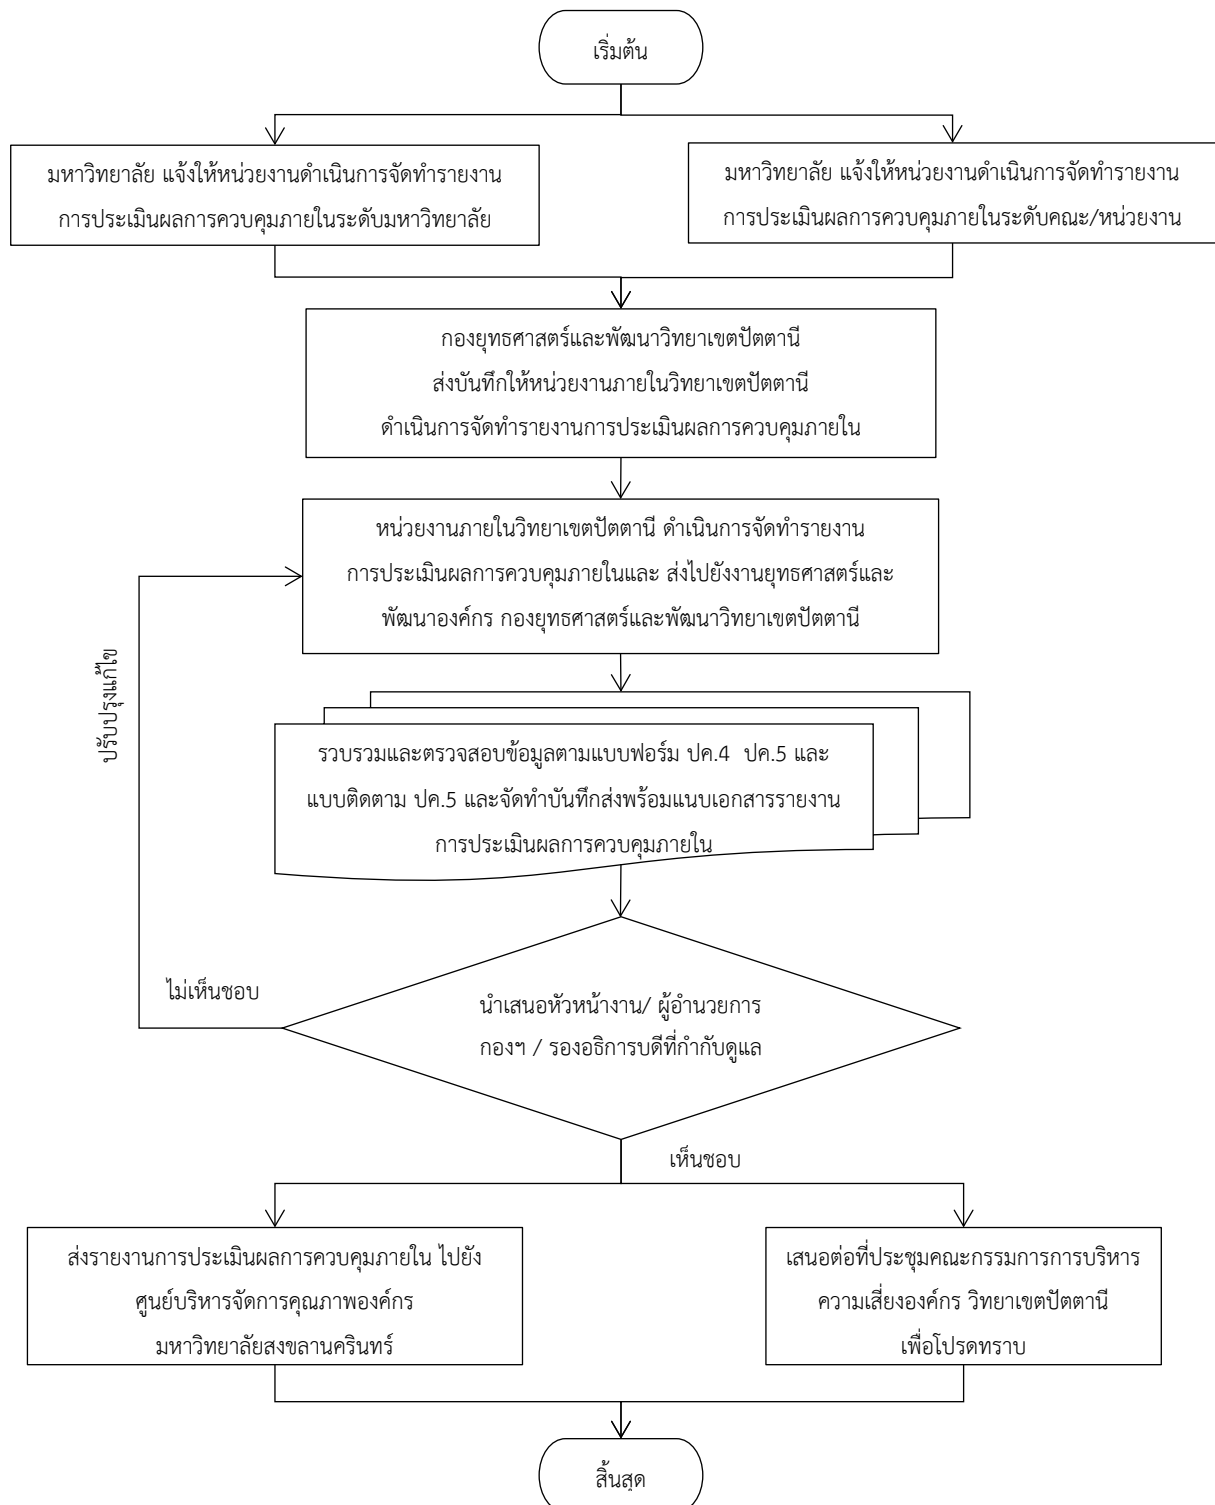 เริ่มต้น
มหาวิทยาลัย แจ้งให้หน่วยงานดำเนินการจัดทำรายงาน
การประเมินผลการควบคุมภายในระดับมหาวิทยาลัย
มหาวิทยาลัย แจ้งให้หน่วยงานดำเนินการจัดทำรายงาน
การประเมินผลการควบคุมภายในระดับคณะ/หน่วยงาน
กองยุทธศาสตร์และพัฒนาวิทยาเขตปัตตานี
ส่งบันทึกให้หน่วยงานภายในวิทยาเขตปัตตานี
ดำเนินการจัดทำรายงานการประเมินผลการควบคุมภายใน
หน่วยงานภายในวิทยาเขตปัตตานี ดำเนินการจัดทำรายงาน
การประเมินผลการควบคุมภายในและ ส่งไปยังงานยุทธศาสตร์และ
พัฒนาองค์กร กองยุทธศาสตร์และพัฒนาวิทยาเขตปัตตานี
ปรับปรุงแก้ไข
รวบรวมและตรวจสอบข้อมูลตามแบบฟอร์ม ปค.4 ปค.5 และ
แบบติดตาม ปค.5 และจัดทำบันทึกส่งพร้อมแนบเอกสารรายงาน
การประเมินผลการควบคุมภายใน
ไม่เห็นชอบ
นำเสนอหัวหน้างาน/ ผู้อำนวยการ
กองฯ / รองอธิการบดีที่กำกับดูแล
เห็นชอบ
ส่งรายงานการประเมินผลการควบคุมภายใน ไปยัง
ศูนย์บริหารจัดการคุณภาพองค์กร
มหาวิทยาลัยสงขลานครินทร์
เสนอต่อที่ประชุมคณะกรรมการการบริหาร
ความเสี่ยงองค์กร วิทยาเขตปัตตานี
เพื่อโปรดทราบ
สิ้นสุด